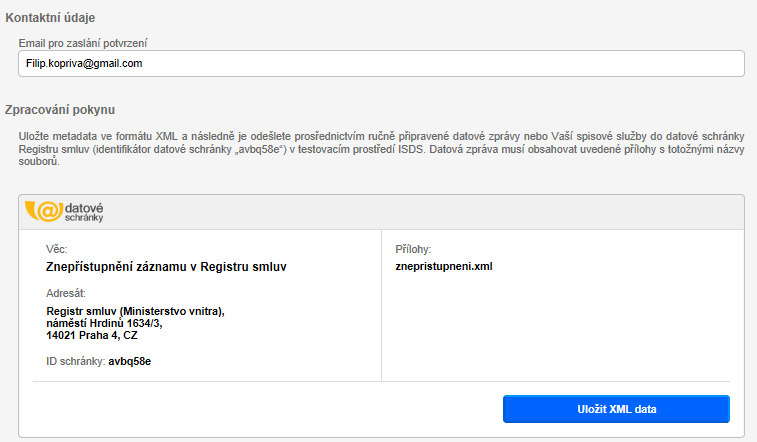 Kontaktní údaje
Email pro zaslání potvrzení
Filip.kopriva@gmail.com
Zpracování pokynu
Uložte metadata ve formátu XML a následně je odešlete prostřednictvím ručně připravené datové zprávy nebo Vaší spisové služby do datové schránky
Registru smluv (identifikátor datové schránky „avbq58e“) v testovacím prostředí ISDS. Datová zpráva musí obsahovat uvedené přílohy s totožnými názvy
souborů.
datové
schránky
Věc:
Znepřístupnění záznamu v Registru smluv
Adresát:
Registr smluv (Ministerstvo vnitra),
náměstí Hrdinů 1634/3,
14021 Praha 4, CZ
ID schránky: avbq58e
Přílohy:
znepristupneni.xml
Uložit XML data